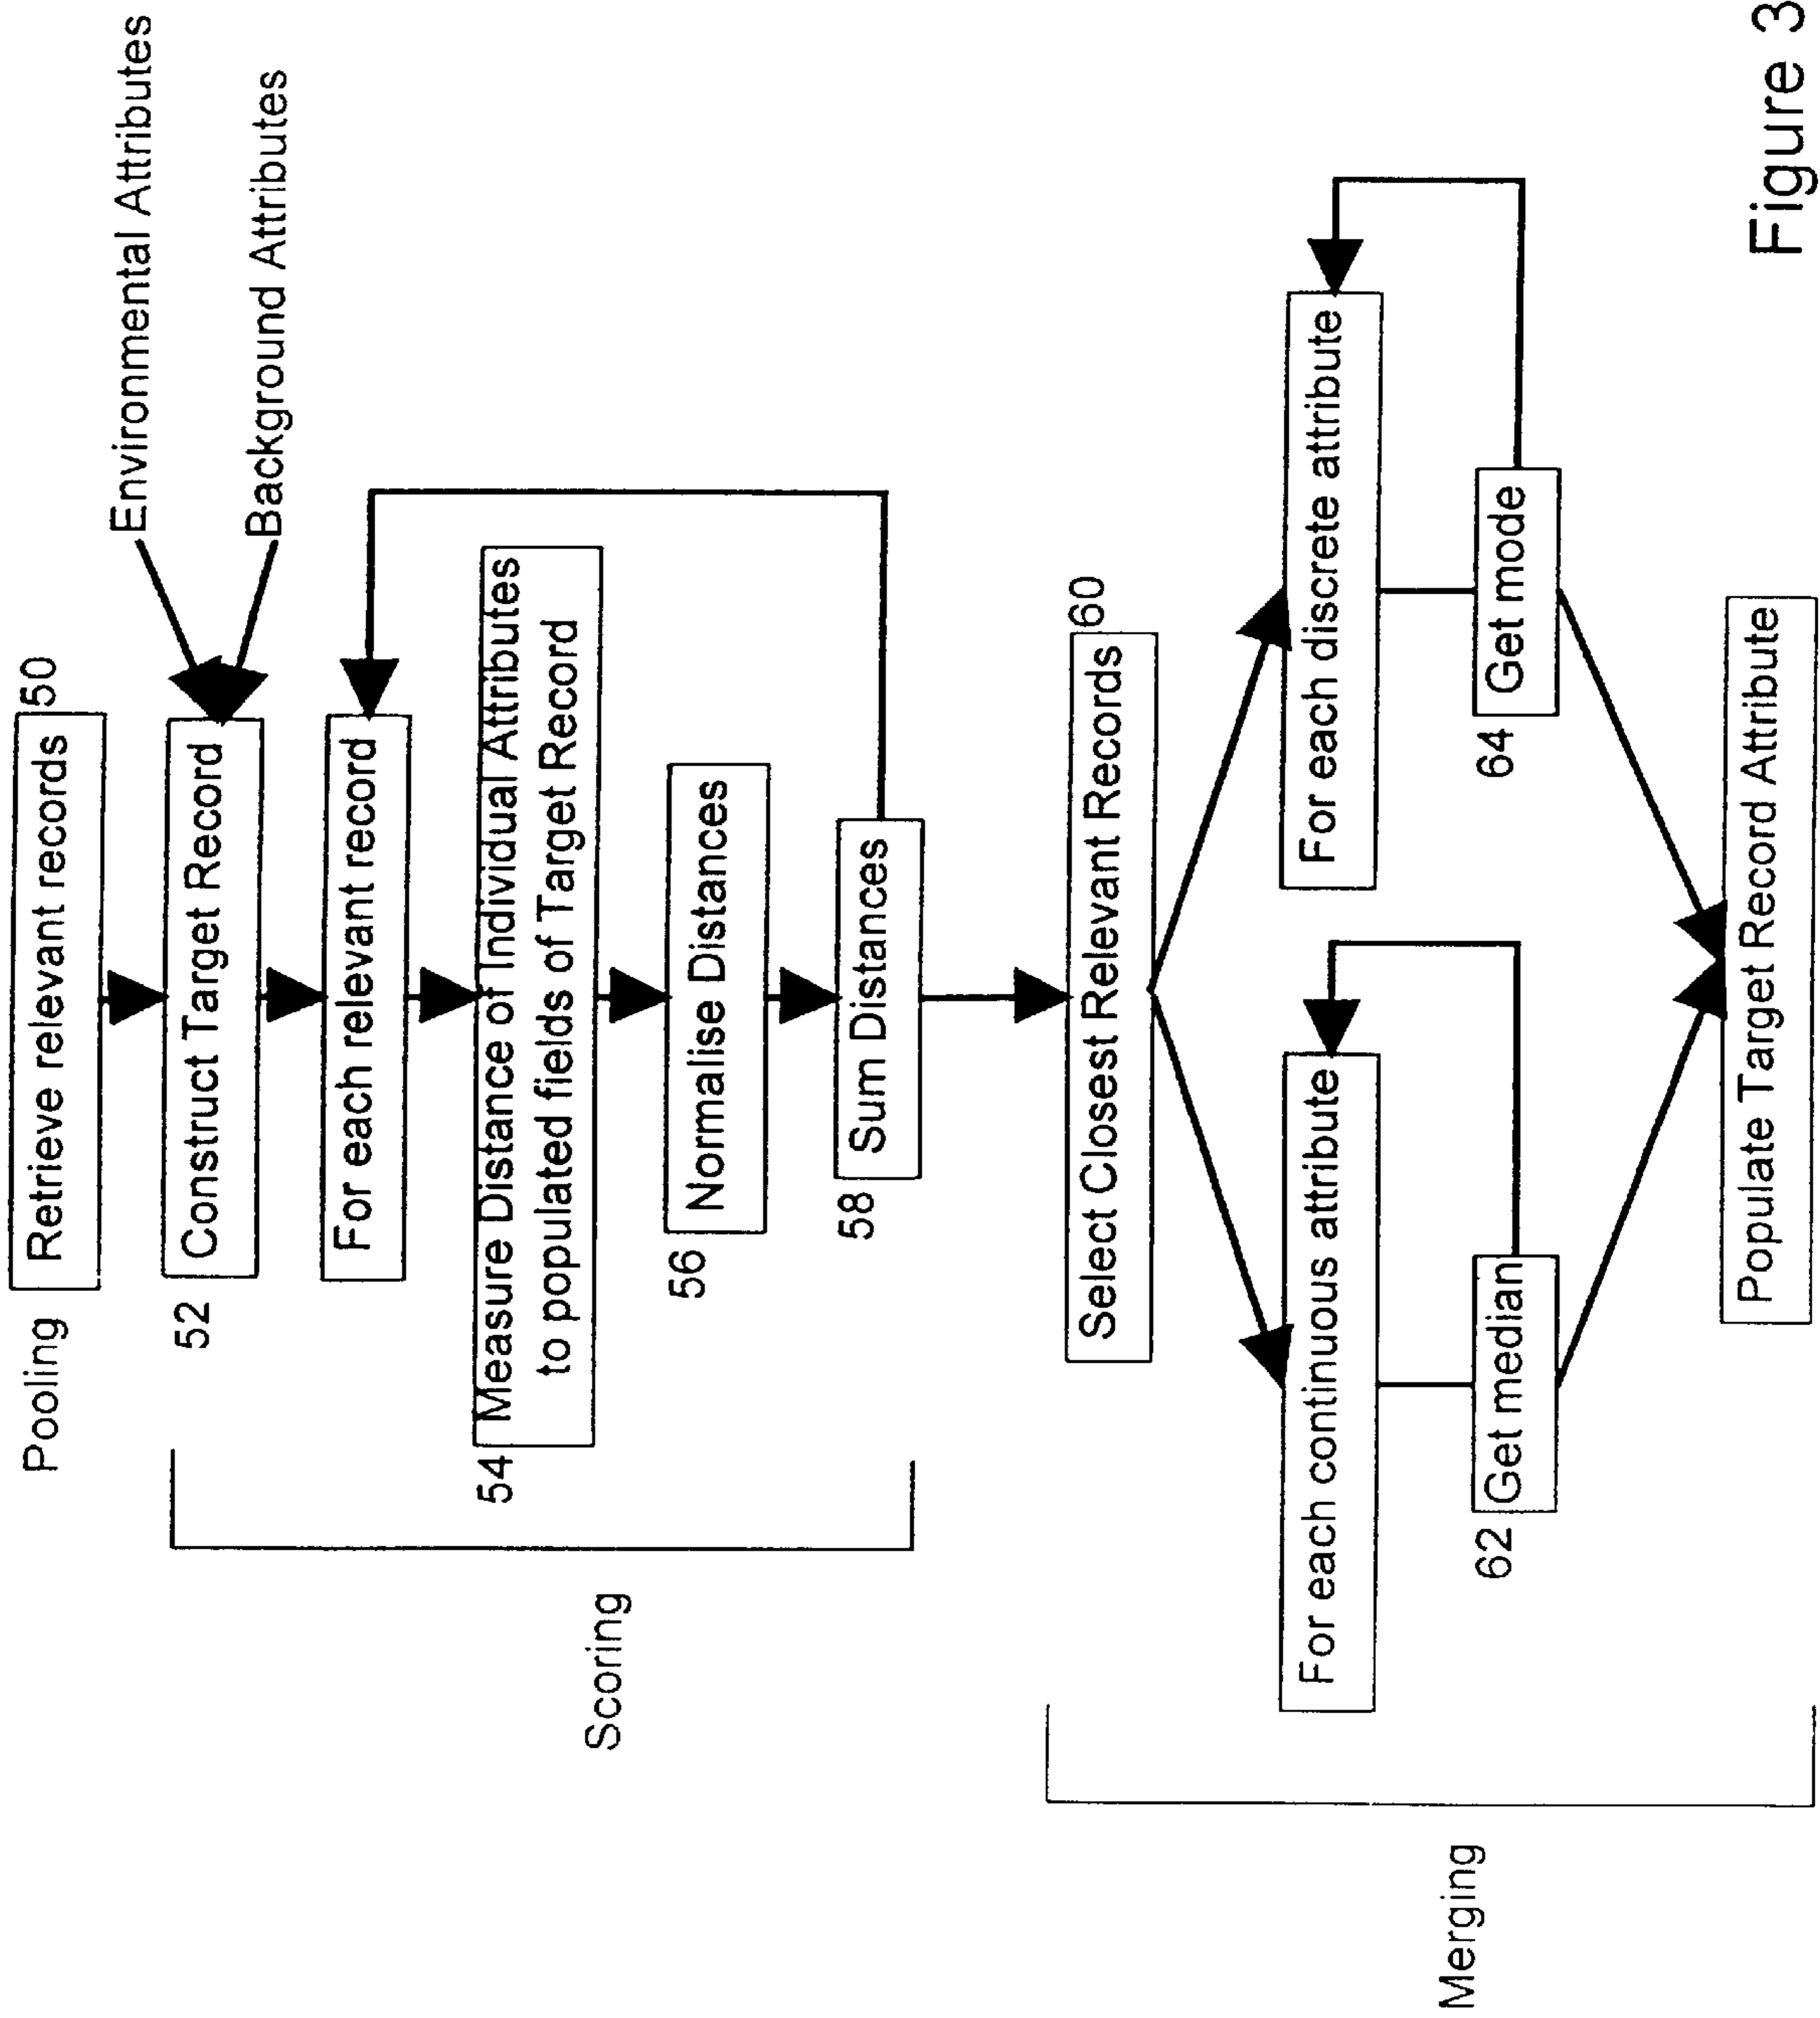 Pooling
Retrieve relevant records
50
Environmental Attributes
Background Attributes
52
Construct Target Record
For each relevant record
Scoring
54
Measure Distance of Individual Attributes
to populated fields of Target Record
56
Normalise Distances
58
Sum Distances
Merging
Select Closest Relevant Records
60
For each continuous attribute
For each discrete attribute
62
Get median
64
Get mode
Populate Target Record Attribute
Figure 3